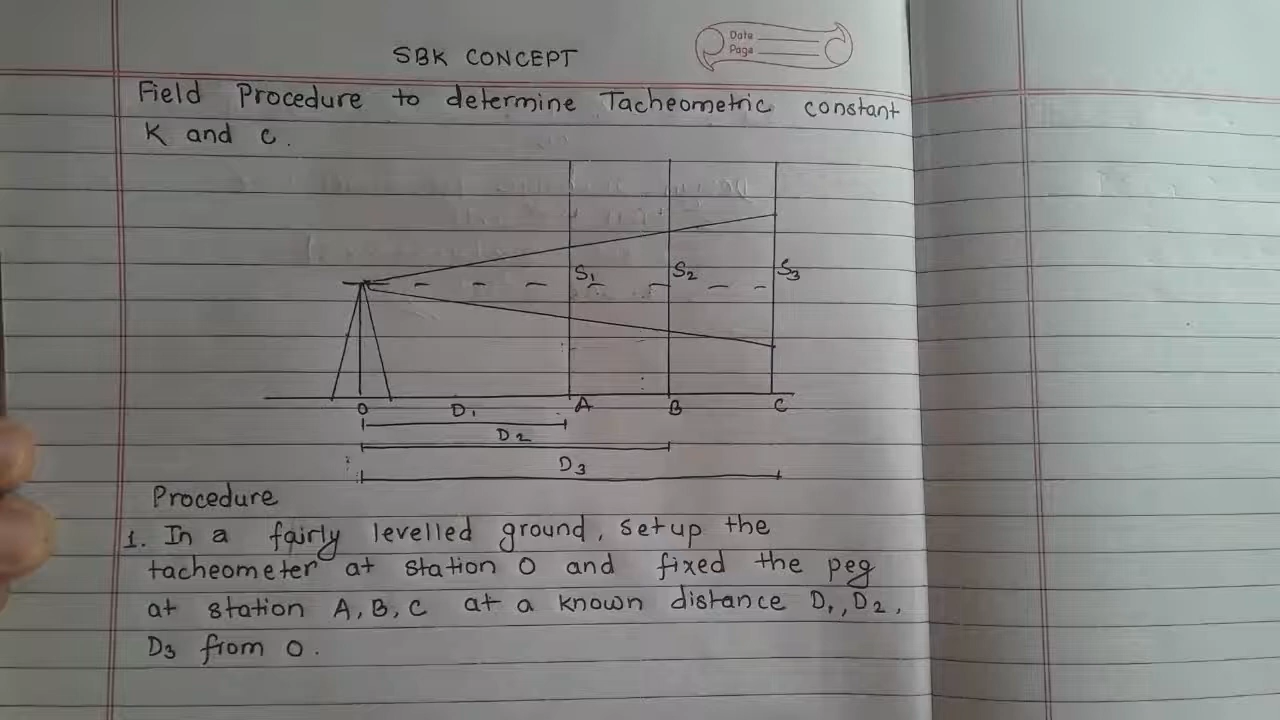 SBK CONCEPT
Date
Page
Field Procedure to determine Tacheometric constant
K and c.
S₁ S₂ S₃
O D₁ A B C
D₂
D₃
Procedure
1. In a fairly levelled ground, setup the
tacheometer at station O and fixed the peg
at station A, B, C at a known distance D₁, D₂,
D₃ from O.